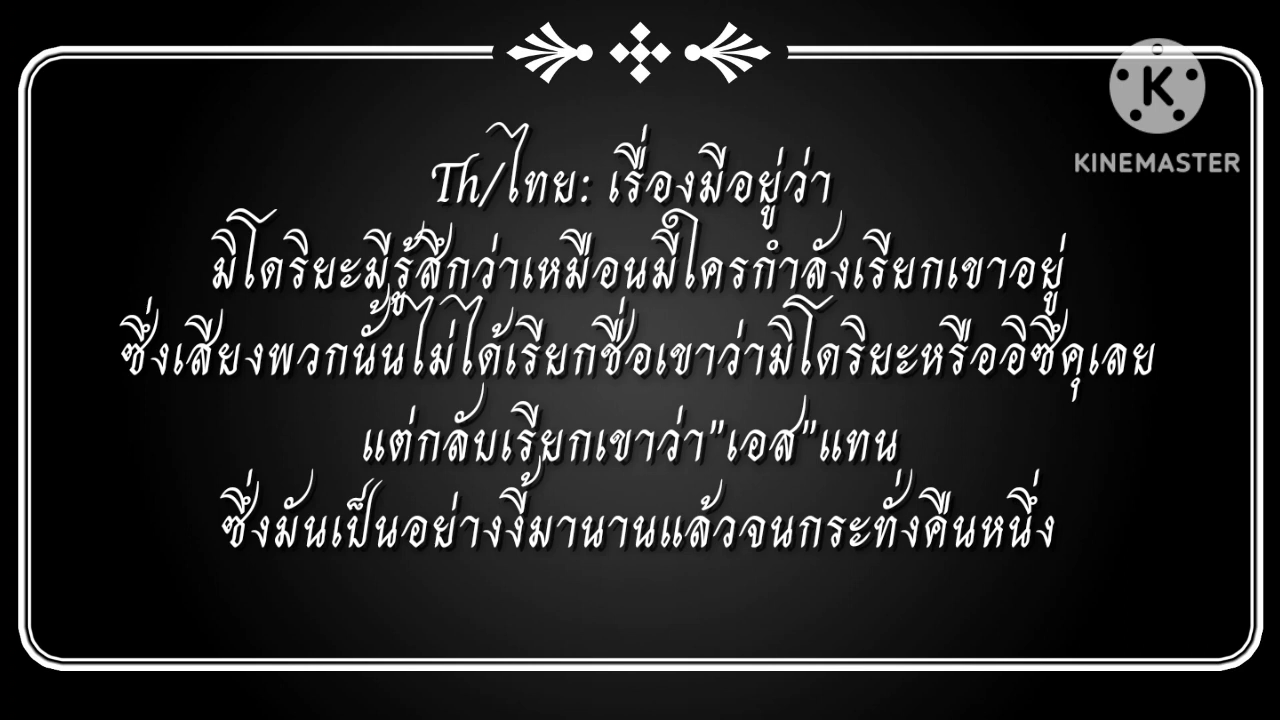 KINEMASTER
Th/ไทย: เรื่องมีอยู่ว่า
มิโดริยะมีรู้สึกว่าเหมือนมีใครกำลังเรียกเขาอยู่
ซึ่งเสียงพวกนั้นไม่ได้เรียกชื่อเขาว่ามิโดริยะหรืออิซึคุเลย
แต่กลับเรียกเขาว่า"เอส"แทน
ซึ่งมันเป็นอย่างงี้มานานแล้วจนกระทั่งคืนหนึ่ง